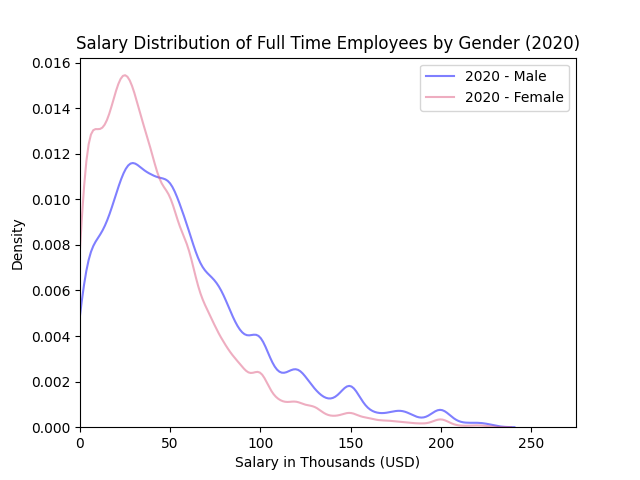 Salary Distribution of Full Time Employees by Gender (2020)
2020 - Male
2020 - Female
Density
0.016
0.014
0.012
0.010
0.008
0.006
0.004
0.002
0.000
0 50 100 150 200 250
Salary in Thousands (USD)